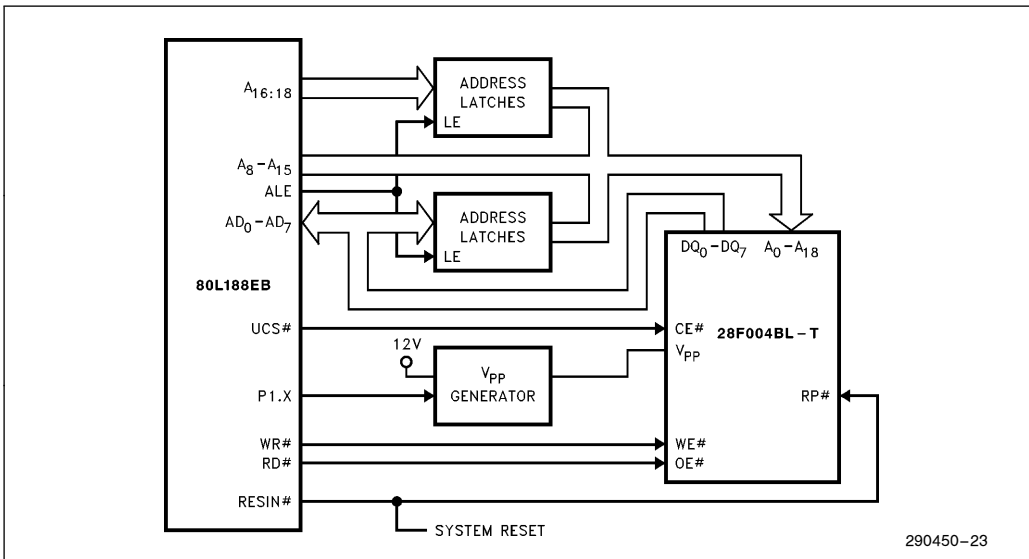 A16:18
ADDRESS
LATCHES
LE
A8–A15
ALE
AD0–AD7
ADDRESS
LATCHES
LE
DQ0–DQ7 A0–A18
80L188EB
28F004BL–T
UCS#
CE#
12V
VPP
VPP
GENERATOR
P1.X
RP#
WR#
WE#
RD#
OE#
RESIN#
SYSTEM RESET
290450–23